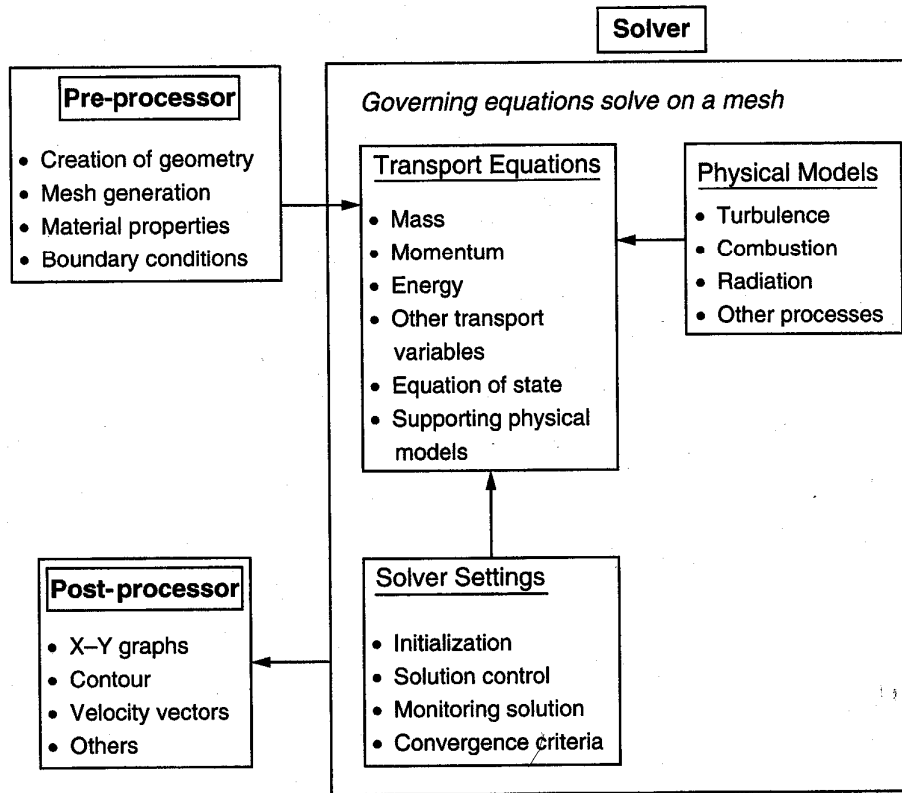 Solver
Pre-processor
• Creation of geometry
• Mesh generation
• Material properties
• Boundary conditions
Governing equations solve on a mesh
Transport Equations
• Mass
• Momentum
• Energy
• Other transport
variables
• Equation of state
• Supporting physical
models
Physical Models
• Turbulence
• Combustion
• Radiation
• Other processes
Solver Settings
• Initialization
• Solution control
• Monitoring solution
• Convergence criteria
Post-processor
• X–Y graphs
• Contour
• Velocity vectors
• Others